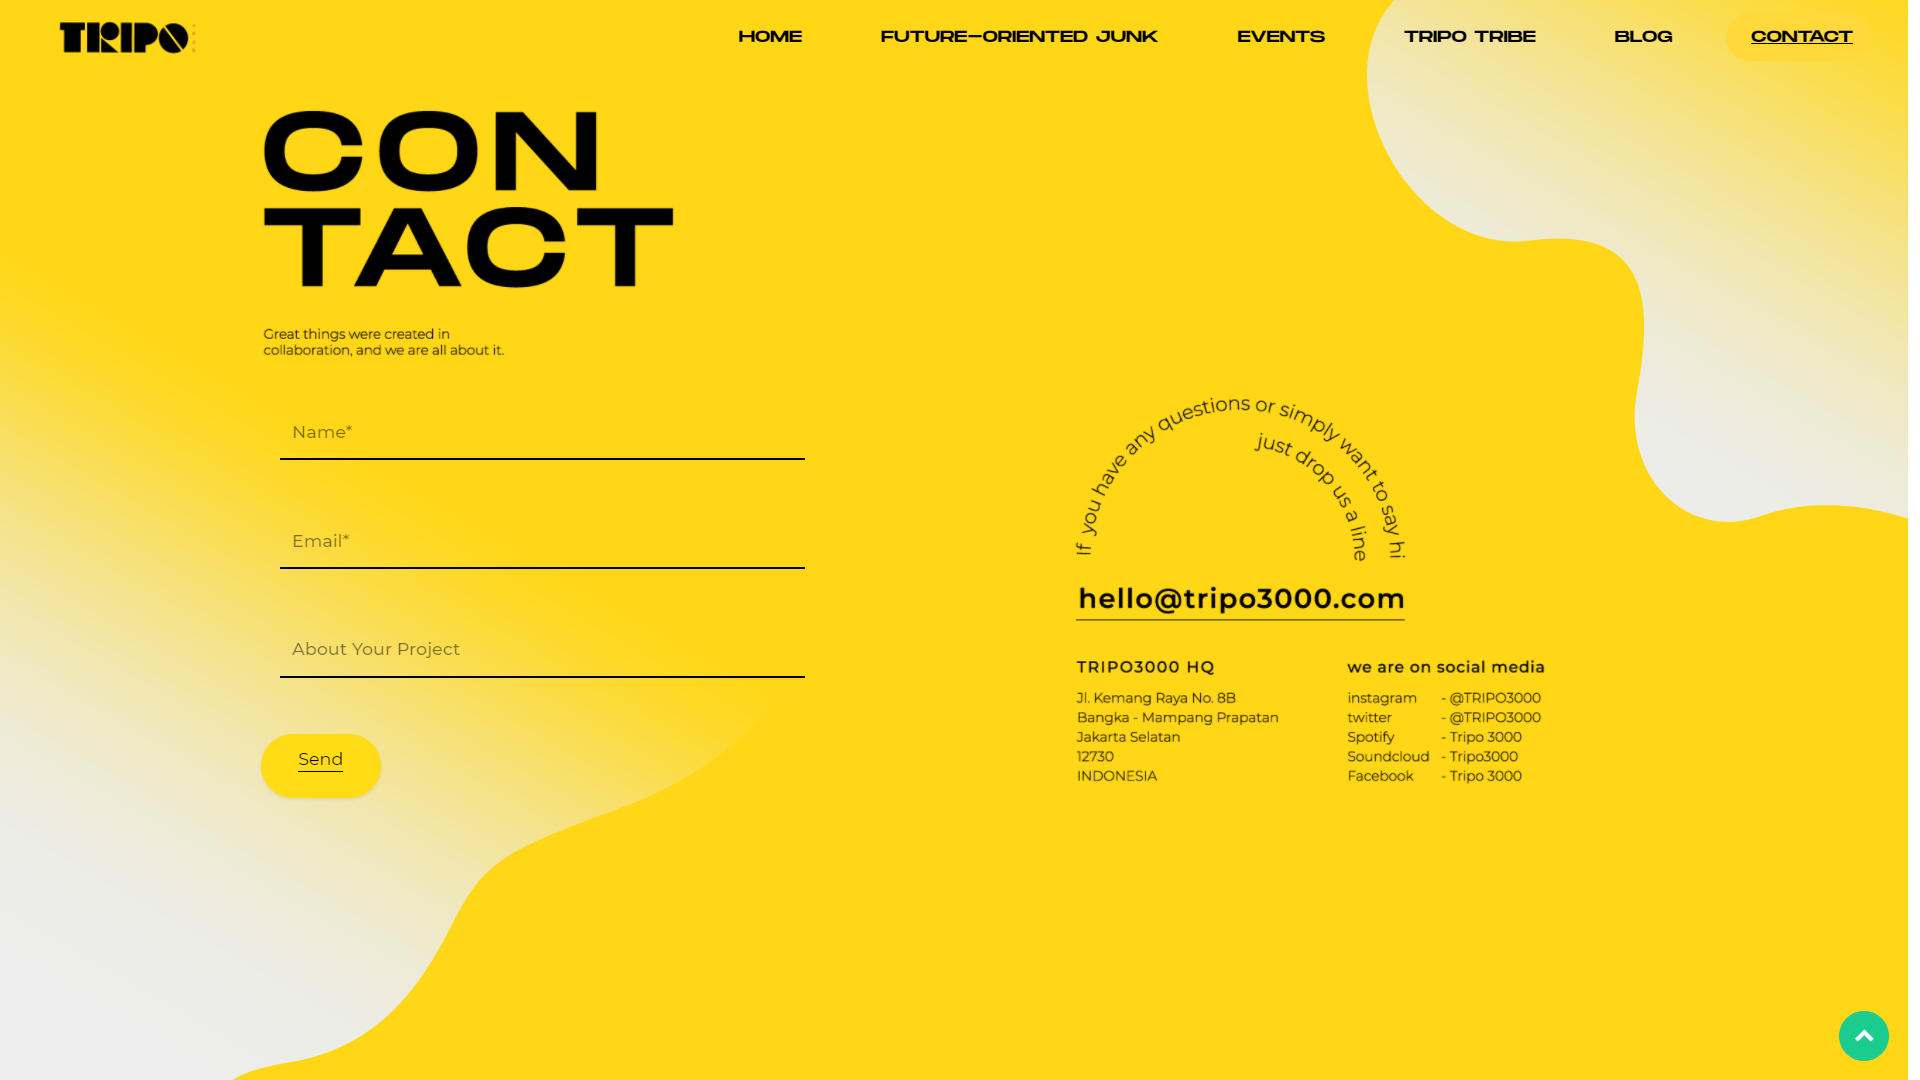 TRIPO
HOME
FUTURE-ORIENTED JUNK
EVENTS
TRIPO TRIBE
BLOG
CONTACT
CON
TACT
Great things were created in
collaboration, and we are all about it.
Name*
Email*
About Your Project
Send
If you have any questions or simply want to say hi
just drop us a line
hello@tripo3000.com
TRIPO3000 HQ
Jl. Kemang Raya No. 8B
Bangka - Mampang Prapatan
Jakarta Selatan
12730
INDONESIA
we are on social media
instagram - @TRIPO3000
twitter - @TRIPO3000
Spotify - Tripo 3000
Soundcloud - Tripo3000
Facebook - Tripo 3000